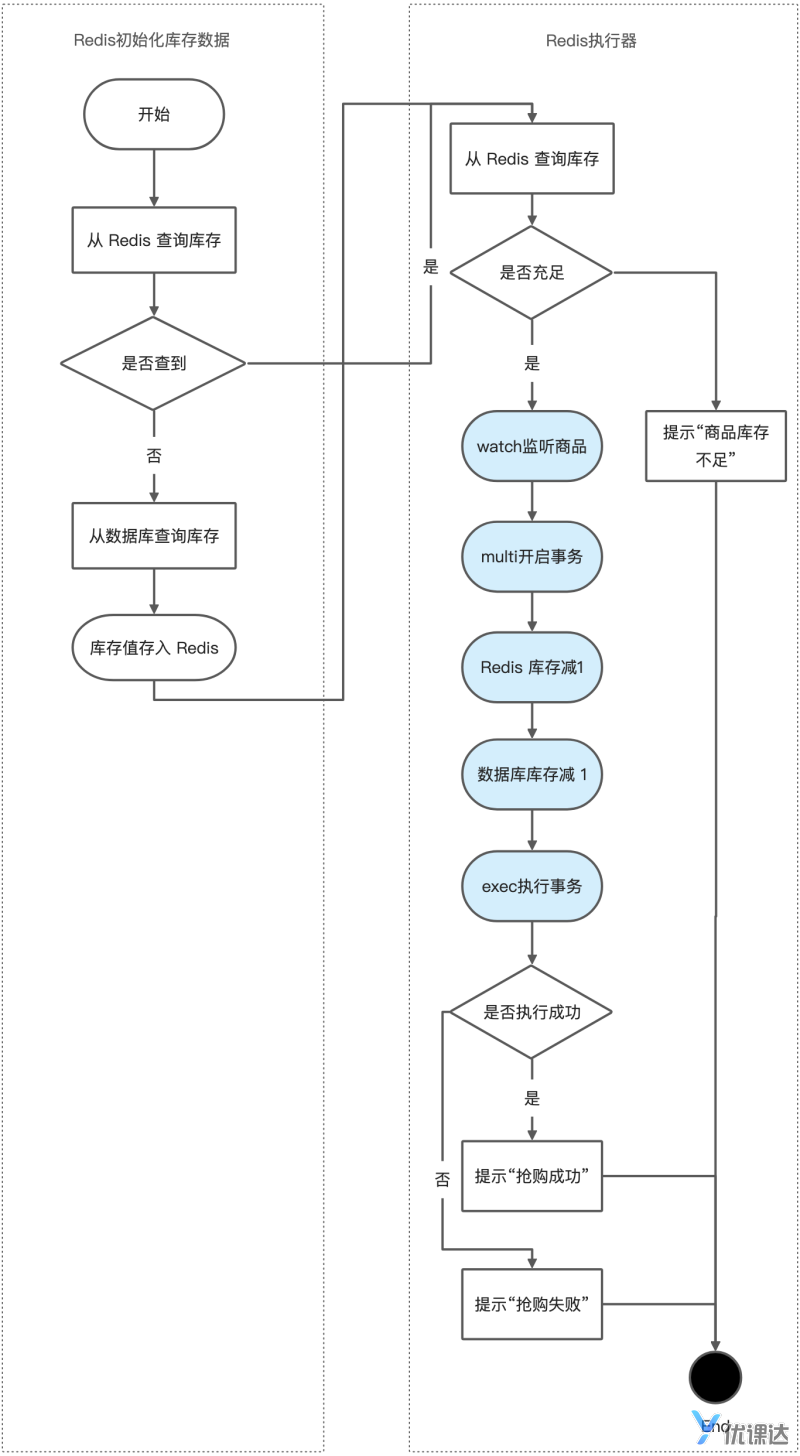 Redis初始化库存数据
开始
从 Redis 查询库存
是否查到
是
否
从数据库查询库存
库存值存入 Redis
Redis执行器
从 Redis 查询库存
是否充足
是
提示“商品库存
不足”
watch监听商品
multi开启事务
Redis 库存减1
数据库库存减 1
exec执行事务
是否执行成功
是
否
提示“抢购成功”
提示“抢购失败”
End
优课达